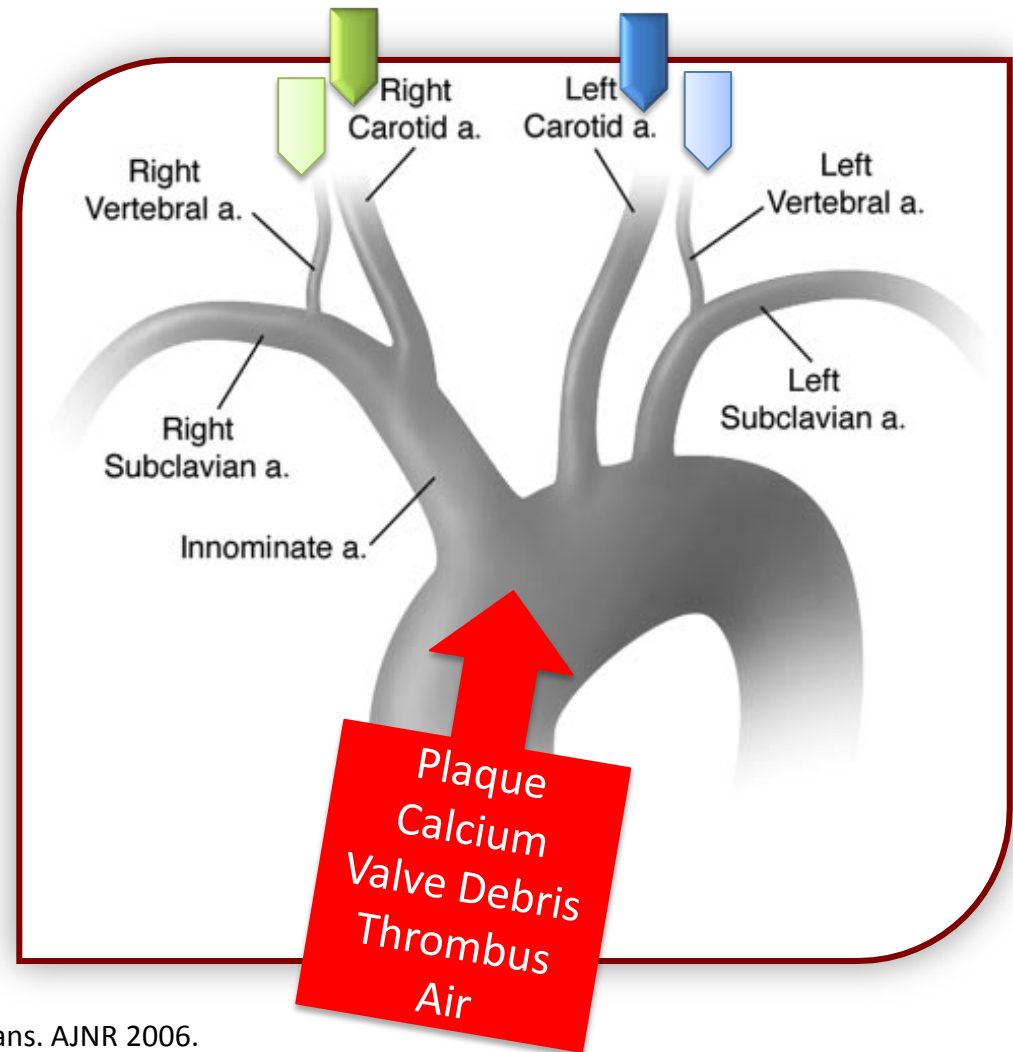 Right
Carotid a.
Left
Carotid a.
Right
Vertebral a.
Left
Vertebral a.
Right
Subclavian a.
Left
Subclavian a.
Innominate a.
Plaque
Calcium
Valve Debris
Thrombus
Air
AJNR 2006.